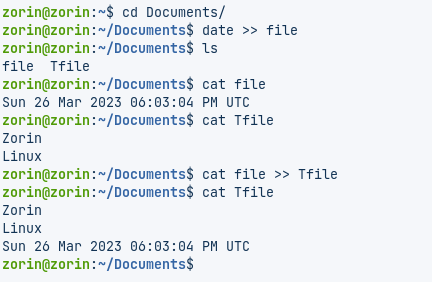 zorin@zorin:~$ cd Documents/
zorin@zorin:~/Documents$ date >> file
zorin@zorin:~/Documents$ ls
file  Tfile
zorin@zorin:~/Documents$ cat file
Sun 26 Mar 2023 06:03:04 PM UTC
zorin@zorin:~/Documents$ cat Tfile
Zorin
Linux
zorin@zorin:~/Documents$ cat file >> Tfile
zorin@zorin:~/Documents$ cat Tfile
Zorin
Linux
Sun 26 Mar 2023 06:03:04 PM UTC
zorin@zorin:~/Documents$